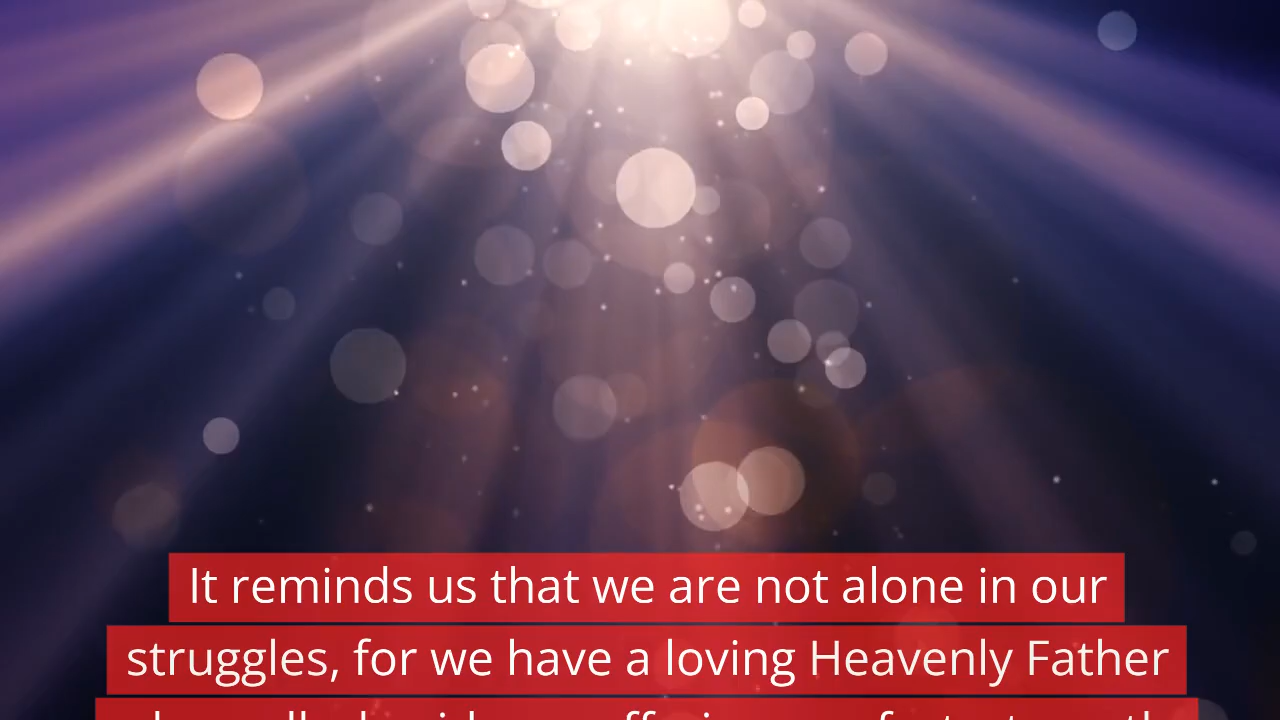 It reminds us that we are not alone in our
struggles, for we have a loving Heavenly Father